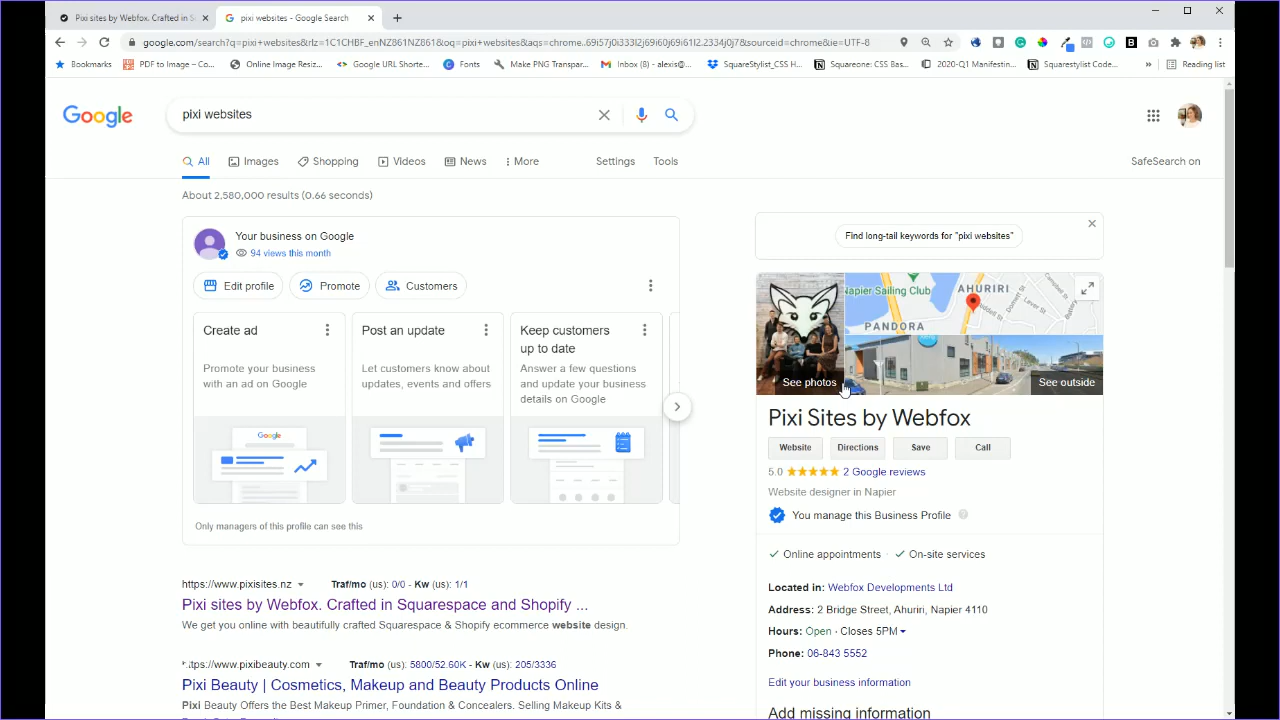 Pixi sites by Webfox. Crafted in S
pixi websites - Google Search
google.com/search?q=pixi+websites&rlz=1C1CHBF_enNZ861NZ861&oq=pixi+websites&aqs=chrome..69i57j0i333l2j69i60j69i61l2.2334j0j7&sourceid=chrome&ie=UTF-8
Bookmarks
PDF to Image – Co...
Online Image Resiz...
Google URL Shorte...
Fonts
Make PNG Transpar...
Inbox (8) - alexis@...
SquareStylist_CSS H...
Squareone: CSS Bas...
2020-Q1 Manifestin...
Squarestylist Code...
»
Reading list
Google
pixi websites
All
Images
Shopping
Videos
News
More
Settings
Tools
SafeSearch on
About 2,580,000 results (0.66 seconds)
Your business on Google
94 views this month
Edit profile
Promote
Customers
Create ad
Promote your business
with an ad on Google
Google
Post an update
Let customers know about
updates, events and offers
Keep customers
up to date
Answer a few questions
and update your business
details on Google
Only managers of this profile can see this
https://www.pixisites.nz
Traf/mo (us): 0/0 - Kw (us): 1/1
Pixi sites by Webfox. Crafted in Squarespace and Shopify ...
We get you online with beautifully crafted Squarespace & Shopify ecommerce website design.
ttps://www.pixibeauty.com
Traf/mo (us): 5800/52.60K - Kw (us): 205/3336
Pixi Beauty | Cosmetics, Makeup and Beauty Products Online
Pixi Beauty Offers the Best Makeup Primer, Foundation & Concealers. Selling Makeup Kits &
Find long-tail keywords for "pixi websites"
Napier Sailing Club
AHURIRI
PANDORA
See photos
See outside
Pixi Sites by Webfox
Website
Directions
Save
Call
5.0
2 Google reviews
Website designer in Napier
You manage this Business Profile
Online appointments · On-site services
Located in: Webfox Developments Ltd
Address: 2 Bridge Street, Ahuriri, Napier 4110
Hours: Open · Closes 5PM
Phone: 06-843 5552
Edit your business information
Add missing information